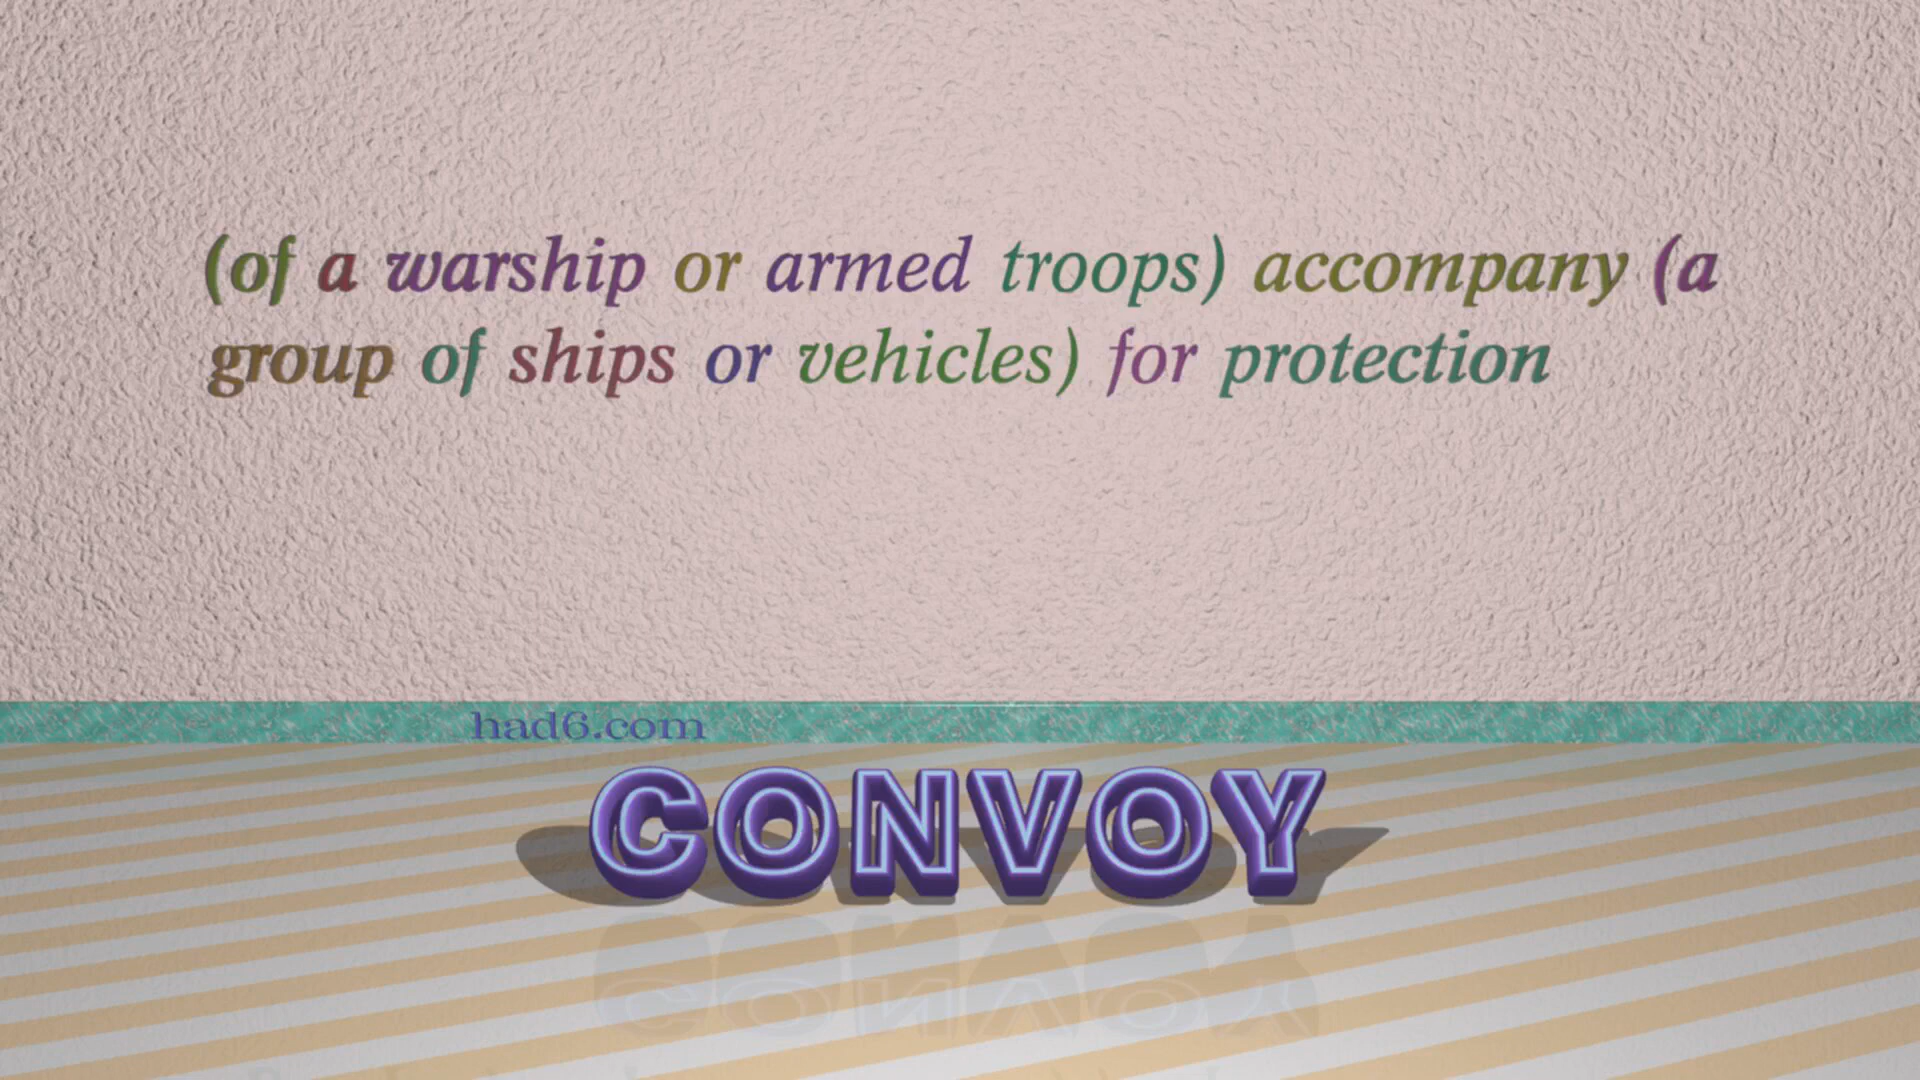 (of a warship or armed troops) accompany (a
group of ships or vehicles) for protection
had6.com
CONVOY